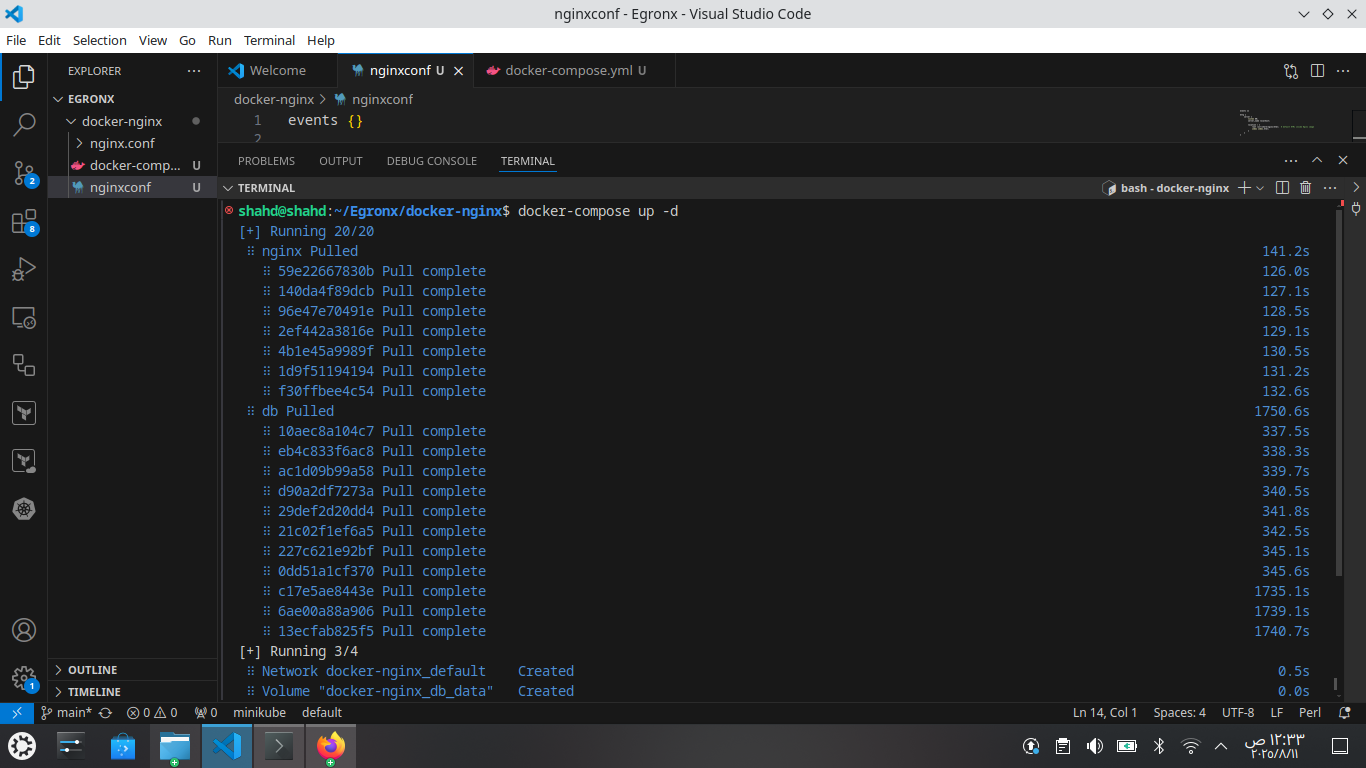 nginxconf - Egronx - Visual Studio Code
File Edit Selection View Go Run Terminal Help
EXPLORER
EGRONX
docker-nginx
nginx.conf
docker-comp... U
nginxconf U
OUTLINE
TIMELINE
2
8
1
Welcome
nginxconf U
docker-compose.yml U
docker-nginx > nginxconf
1 events {}
2
PROBLEMS OUTPUT DEBUG CONSOLE TERMINAL
TERMINAL
bash - docker-nginx
shahd@shahd:~/Egronx/docker-nginx$ docker-compose up -d
[+] Running 20/20
nginx Pulled 141.2s
59e22667830b Pull complete 126.0s
140da4f89dcb Pull complete 127.1s
96e47e70491e Pull complete 128.5s
2ef442a3816e Pull complete 129.1s
4b1e45a9989f Pull complete 130.5s
1d9f51194194 Pull complete 131.2s
f30ffbee4c54 Pull complete 132.6s
db Pulled 1750.6s
10aec8a104c7 Pull complete 337.5s
eb4c833f6ac8 Pull complete 338.3s
ac1d09b99a58 Pull complete 339.7s
d90a2df7273a Pull complete 340.5s
29def2d20dd4 Pull complete 341.8s
21c02f1ef6a5 Pull complete 342.5s
227c621e92bf Pull complete 345.1s
0dd51a1cf370 Pull complete 345.6s
c17e5ae8443e Pull complete 1735.1s
6ae00a88a906 Pull complete 1739.1s
13ecfab825f5 Pull complete 1740.7s
[+] Running 3/4
Network docker-nginx_default Created 0.5s
Volume "docker-nginx_db_data" Created 0.0s
main* 0 0 0 minikube default
Ln 14, Col 1 Spaces: 4 UTF-8 LF Perl
١٢:٣٣ ص
٢٠٢٥/٨/١١